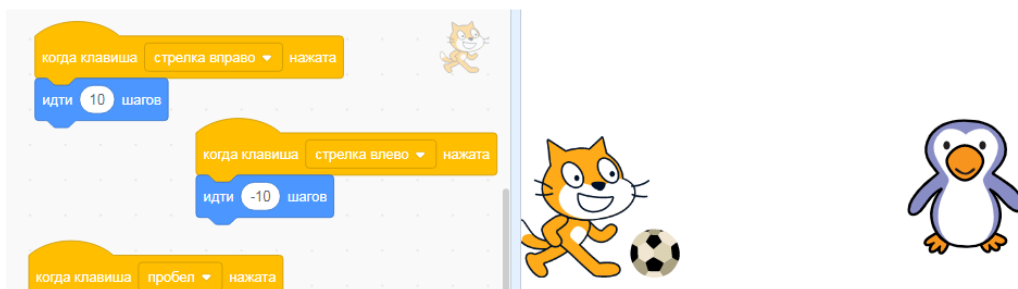 когда клавиша стрелка вправо нажата
идти 10 шагов
когда клавиша стрелка влево нажата
идти -10 шагов
когда клавиша пробел нажата